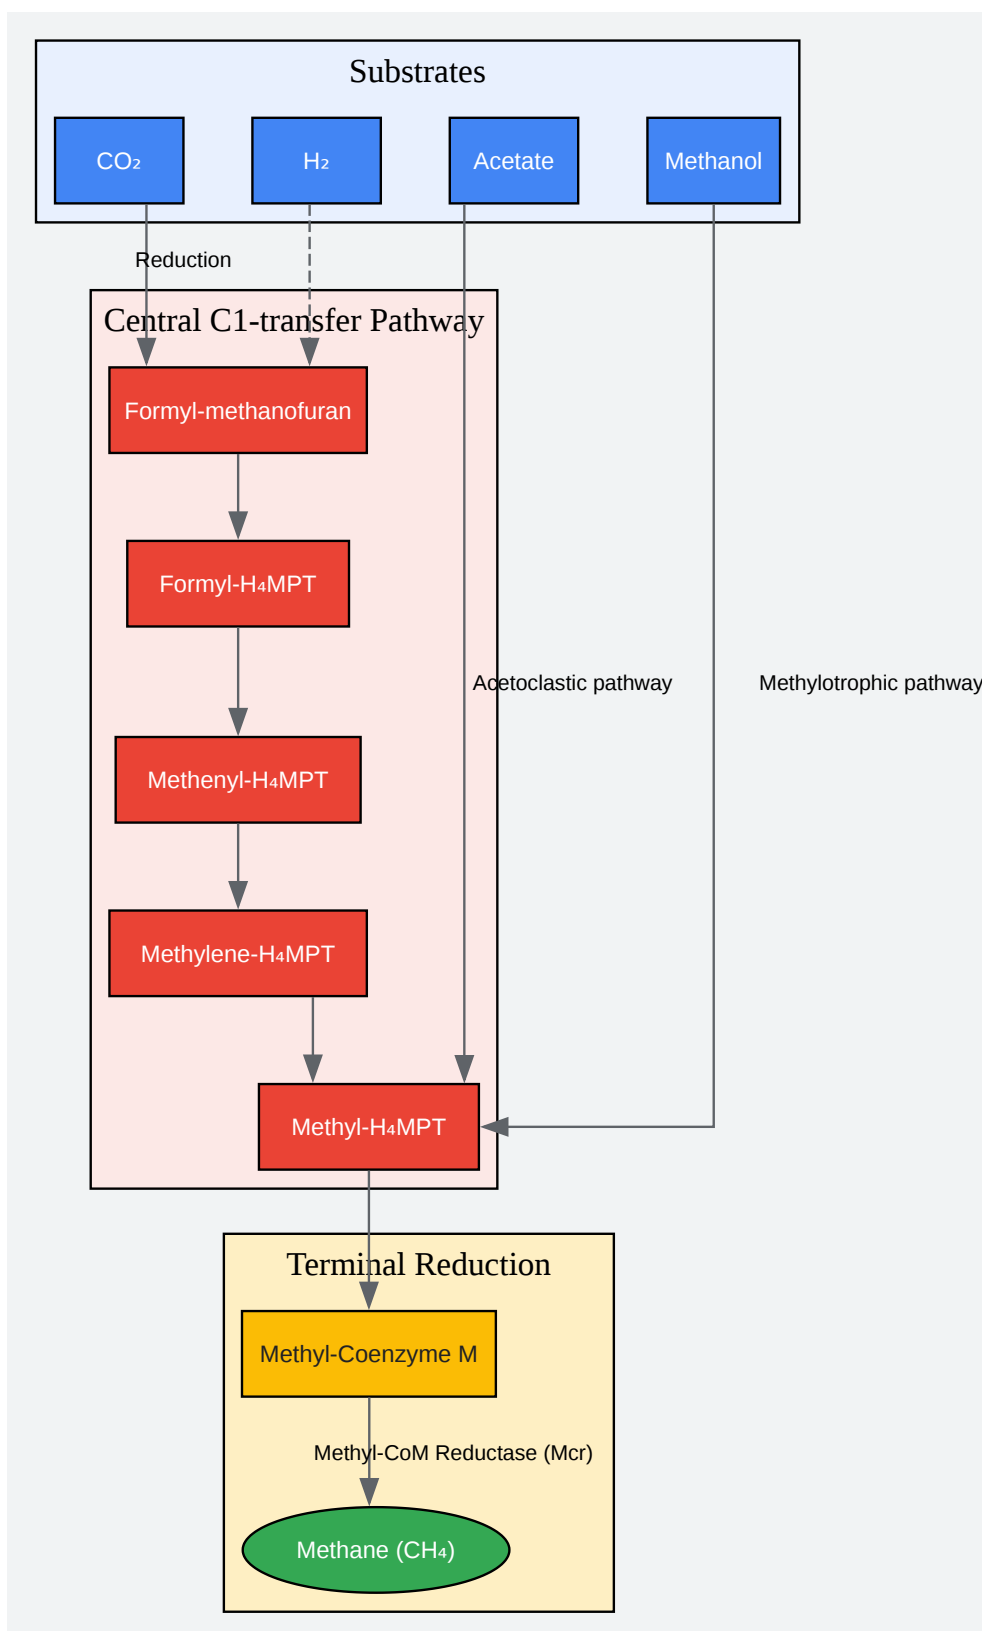 Substrates
CO₂
H₂
Acetate
Methanol
Reduction
Central C1-transfer Pathway
Formyl-methanofuran
Formyl-H₄MPT
Acetoclastic pathway
Methylotrophic pathway
Methenyl-H₄MPT
Methylene-H₄MPT
Methyl-H₄MPT
Terminal Reduction
Methyl-Coenzyme M
Methyl-CoM Reductase (Mcr)
Methane (CH₄)